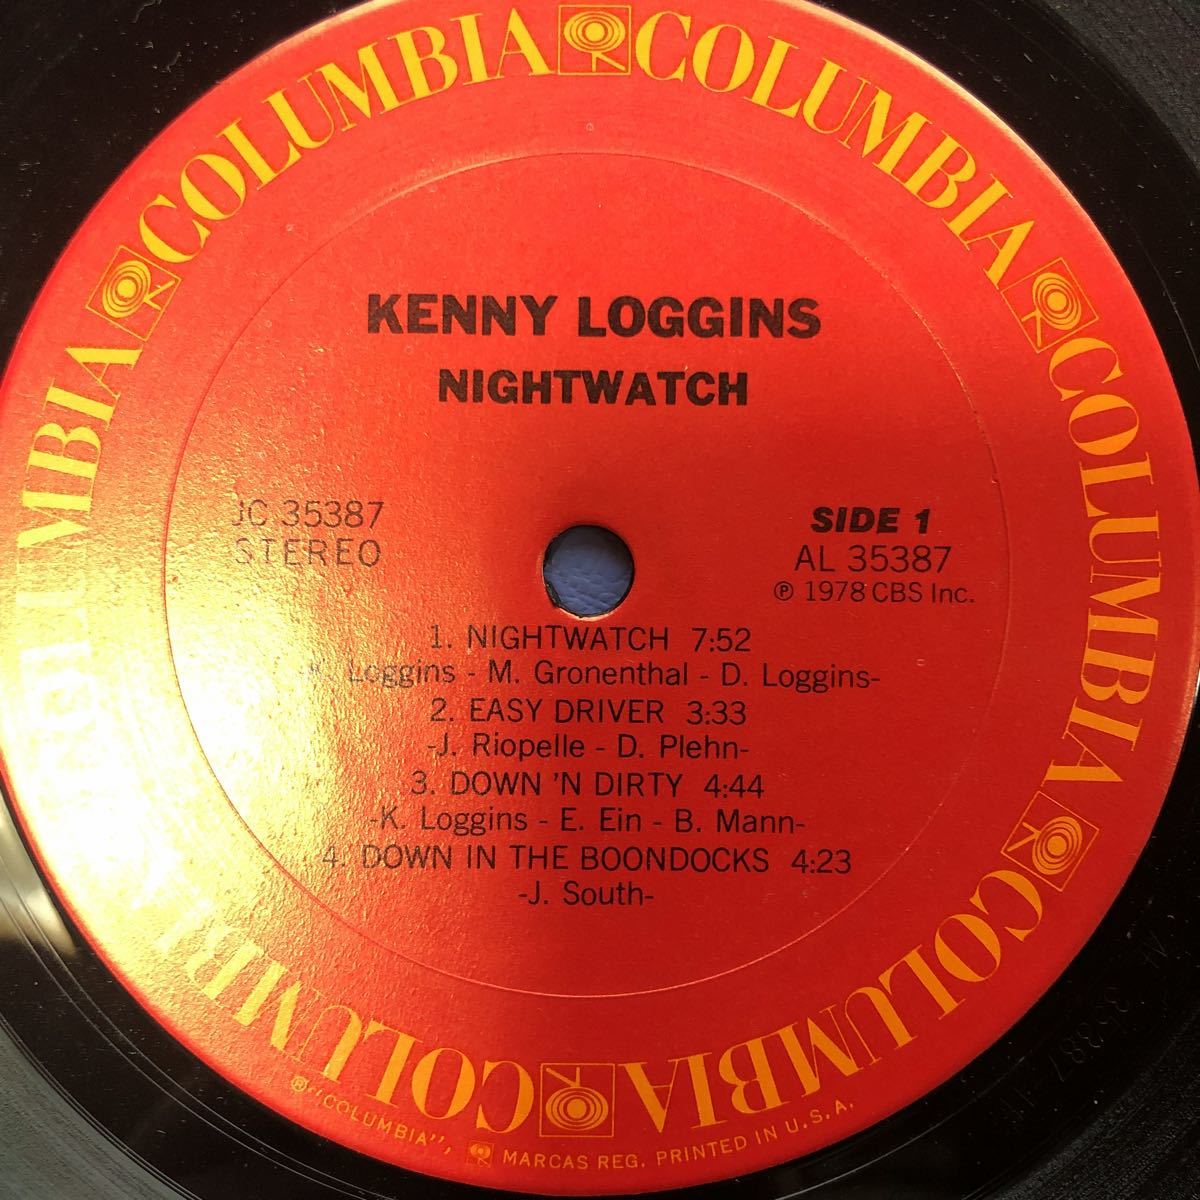 COLUMBIA COLUMBIA COLUMBIA COLUMBIA COLUMBIA COLUMBIA
KENNY LOGGINS
NIGHTWATCH
JC 35387
STEREO
SIDE 1
AL 35387
℗ 1978 CBS Inc.
1. NIGHTWATCH 7:52
-K. Loggins - M. Gronenthal - D. Loggins-
2. EASY DRIVER 3:33
-J. Riopelle - D. Plehn-
3. DOWN 'N DIRTY 4:44
-K. Loggins - E. Ein - B. Mann-
4. DOWN IN THE BOONDOCKS 4:23
-J. South-
®"COLUMBIA", MARCAS REG. PRINTED IN U.S.A.